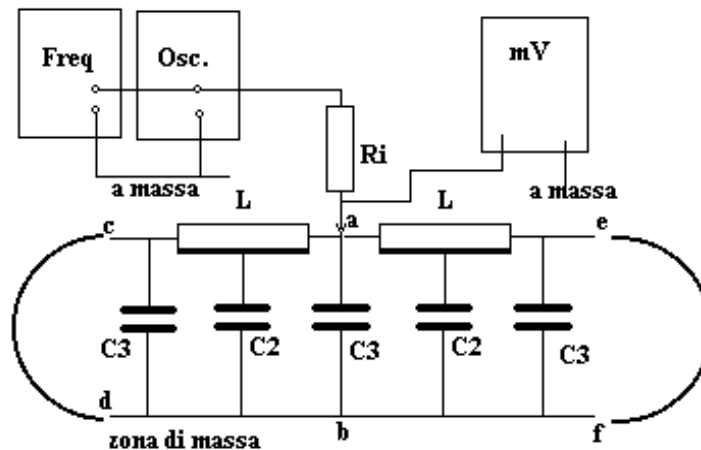 Freq
Osc.
mV
Ri
a massa
a massa
L
L
c
a
e
C3
C2
C3
C2
C3
d
zona di massa
b
f